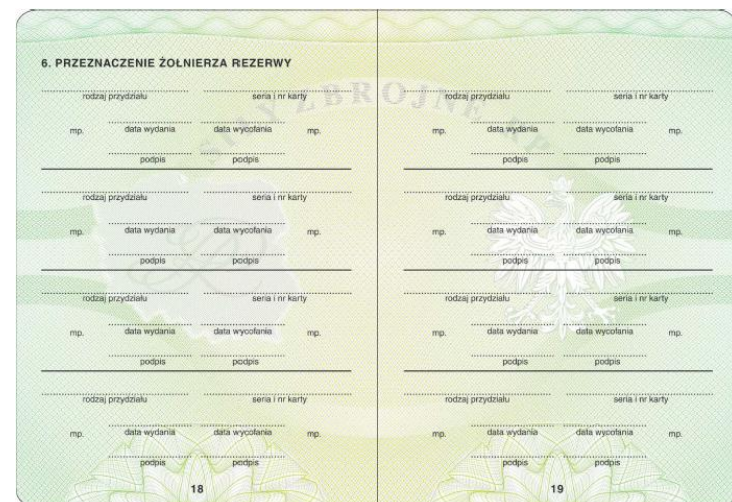 6. PRZEZNACZENIE ŻOŁNIERZA REZERWY
SIŁY ZBROJNE RP
rodzaj przydziału seria i nr karty
mp. data wydania data wycofania mp.
podpis podpis
rodzaj przydziału seria i nr karty
mp. data wydania data wycofania mp.
podpis podpis
rodzaj przydziału seria i nr karty
mp. data wydania data wycofania mp.
podpis podpis
rodzaj przydziału seria i nr karty
mp. data wydania data wycofania mp.
podpis podpis
18
rodzaj przydziału seria i nr karty
mp. data wydania data wycofania mp.
podpis podpis
rodzaj przydziału seria i nr karty
mp. data wydania data wycofania mp.
podpis podpis
rodzaj przydziału seria i nr karty
mp. data wydania data wycofania mp.
podpis podpis
rodzaj przydziału seria i nr karty
mp. data wydania data wycofania mp.
podpis podpis
19